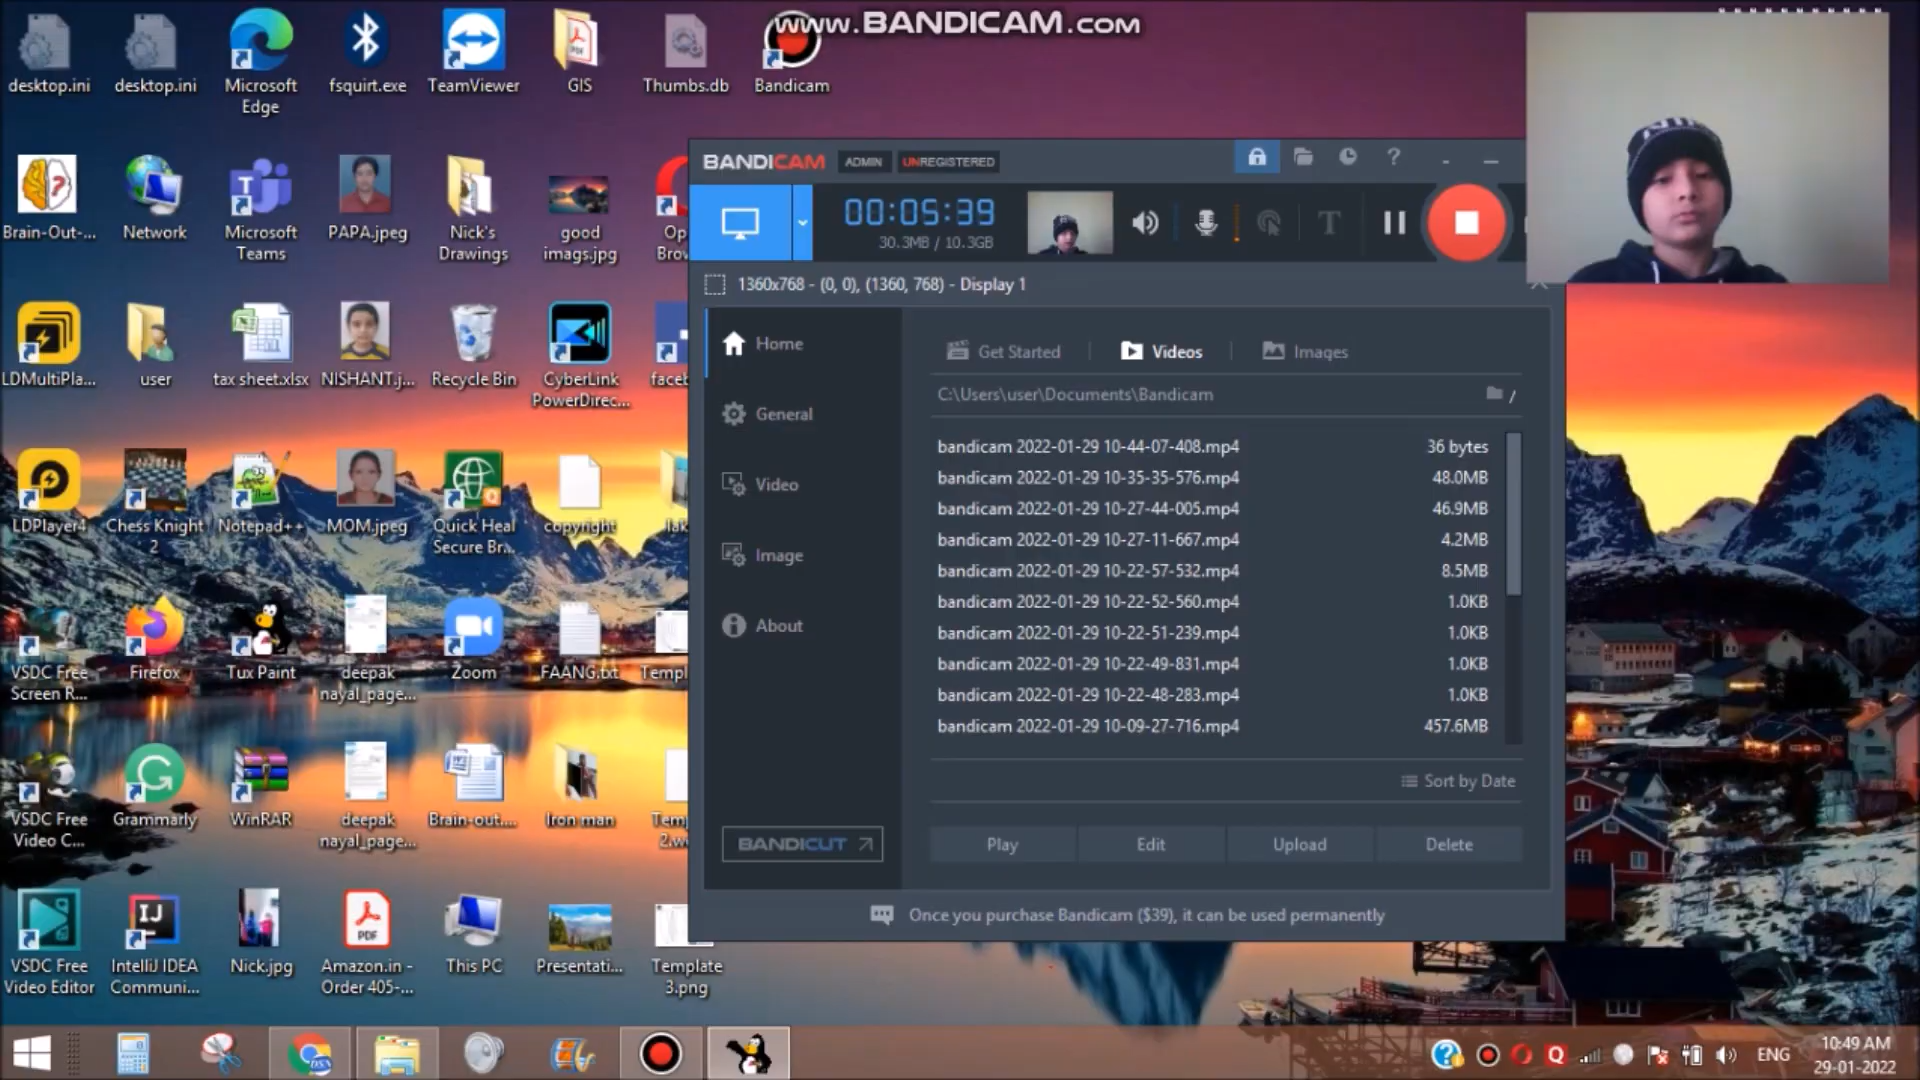 www.BANDICAM.com
desktop.ini
desktop.ini
Microsoft
Edge
fsquirt.exe
TeamViewer
GIS
Thumbs.db
Bandicam
Brain-Out-...
Network
Microsoft
Teams
PAPA.jpeg
Nick's
Drawings
good
imags.jpg
Op
Brow
LDMultiPla...
user
tax sheet.xlsx
NISHANT.j...
Recycle Bin
CyberLink
PowerDirec...
faceb
LDPlayer4
Chess Knight
2
Notepad++
MOM.jpeg
Quick Heal
Secure Br...
copyright
lak
VSDC Free
Screen R...
Firefox
Tux Paint
deepak
nayal_page...
Zoom
FAANG.txt
Templ
VSDC Free
Video C...
Grammarly
WinRAR
deepak
nayal_page...
Brain-out....
Iron man
Temp
2.w
VSDC Free
Video Editor
IntelliJ IDEA
Communi...
Nick.jpg
Amazon.in -
Order 405-...
This PC
Presentati...
Template
3.png
BANDICAM
ADMIN
UNREGISTERED
00:05:39
30.3MB / 10.3GB
1360x768 - (0, 0), (1360, 768) - Display 1
Home
General
Video
Image
About
BANDICUT
Get Started
Videos
Images
C:\Users\user\Documents\Bandicam
bandicam 2022-01-29 10-44-07-408.mp4 36 bytes
bandicam 2022-01-29 10-35-35-576.mp4 48.0MB
bandicam 2022-01-29 10-27-44-005.mp4 46.9MB
bandicam 2022-01-29 10-27-11-667.mp4 4.2MB
bandicam 2022-01-29 10-22-57-532.mp4 8.5MB
bandicam 2022-01-29 10-22-52-560.mp4 1.0KB
bandicam 2022-01-29 10-22-51-239.mp4 1.0KB
bandicam 2022-01-29 10-22-49-831.mp4 1.0KB
bandicam 2022-01-29 10-22-48-283.mp4 1.0KB
bandicam 2022-01-29 10-09-27-716.mp4 457.6MB
Sort by Date
Play Edit Upload Delete
Once you purchase Bandicam ($39), it can be used permanently
ENG
10:49 AM
29-01-2022